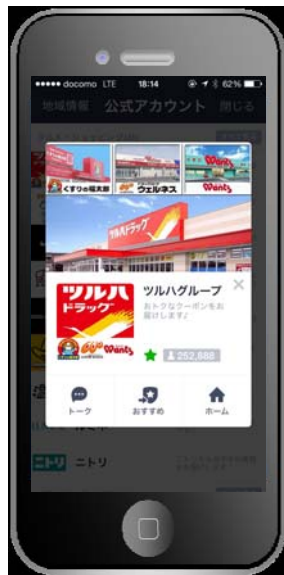 docomo LTE 18:14 62%
地域情報 公式アカウント 閉じる
くすりの福太郎
ウェルネス
Wants
Wants
ツルハドラッグ
ツルハ
ドラッグ
Wants
ツルハグループ
おトクなクーポンをお
届けします♪
252,888
トーク
おすすめ
ホーム
ニトリ
ニトリ